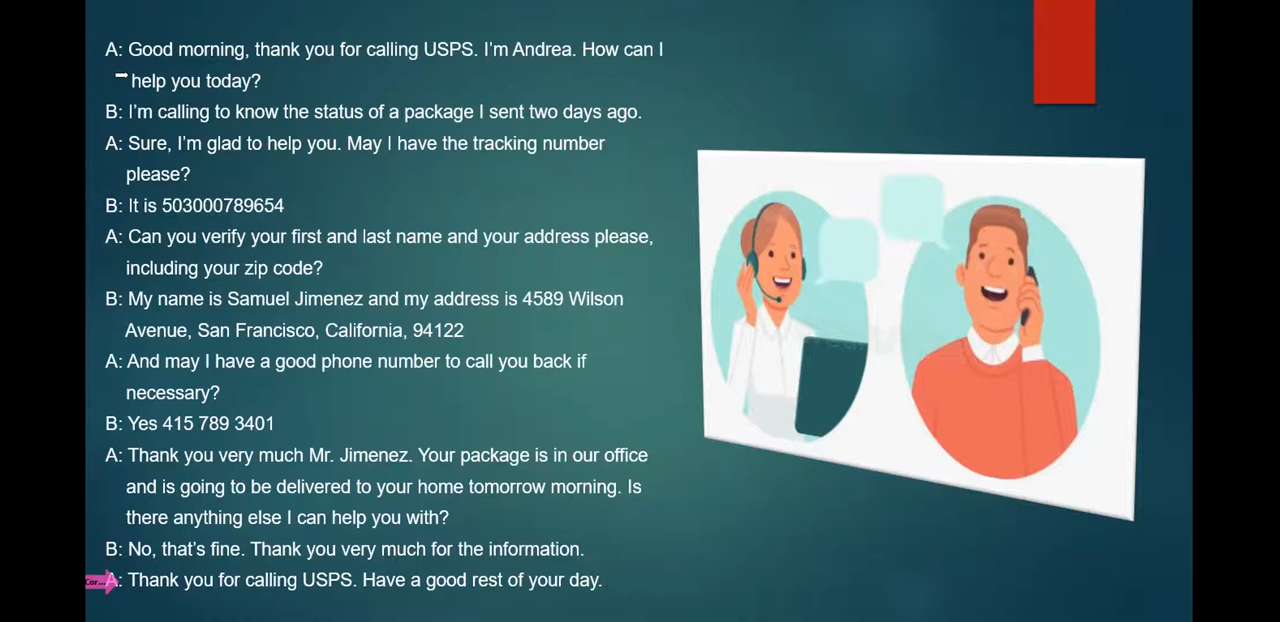 A: Good morning, thank you for calling USPS. I’m Andrea. How can I
help you today?
B: I’m calling to know the status of a package I sent two days ago.
A: Sure, I’m glad to help you. May I have the tracking number
please?
B: It is 503000789654
A: Can you verify your first and last name and your address please,
including your zip code?
B: My name is Samuel Jimenez and my address is 4589 Wilson
Avenue, San Francisco, California, 94122
A: And may I have a good phone number to call you back if
necessary?
B: Yes 415 789 3401
A: Thank you very much Mr. Jimenez. Your package is in our office
and is going to be delivered to your home tomorrow morning. Is
there anything else I can help you with?
B: No, that’s fine. Thank you very much for the information.
Cor...
A: Thank you for calling USPS. Have a good rest of your day.